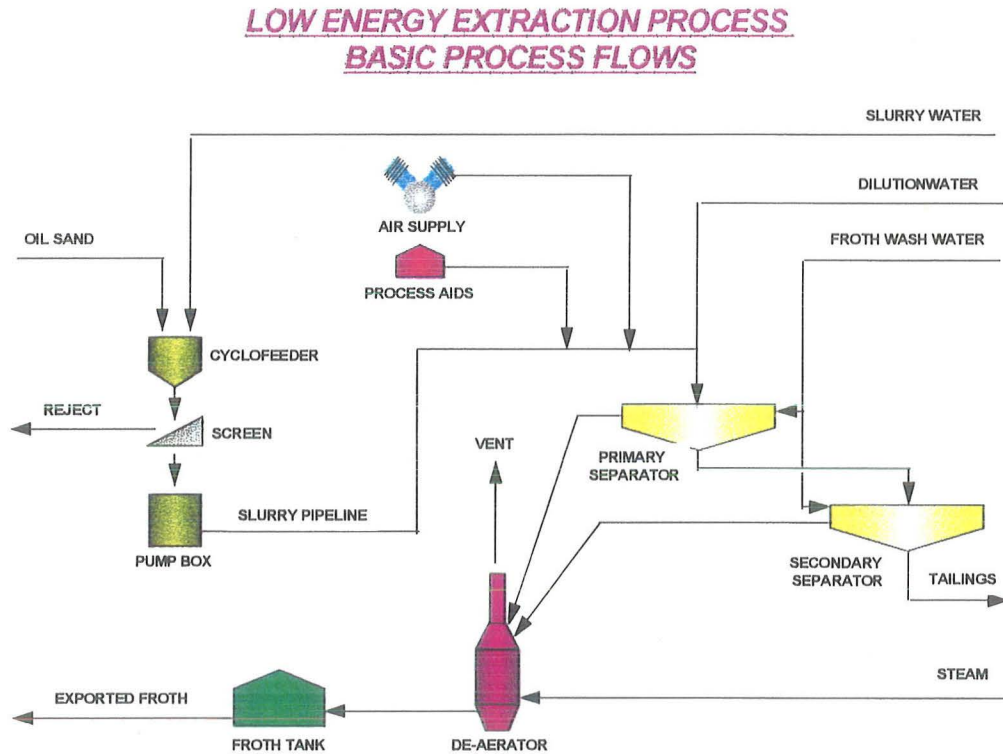 LOW ENERGY EXTRACTION PROCESS
BASIC PROCESS FLOWS
SLURRY WATER
DILUTIONWATER
AIR SUPPLY
OIL SAND
FROTH WASH WATER
PROCESS AIDS
CYCLOFEEDER
REJECT
SCREEN
VENT
PRIMARY
SEPARATOR
SLURRY PIPELINE
PUMP BOX
SECONDARY
SEPARATOR
TAILINGS
STEAM
EXPORTED FROTH
FROTH TANK
DE-AERATOR